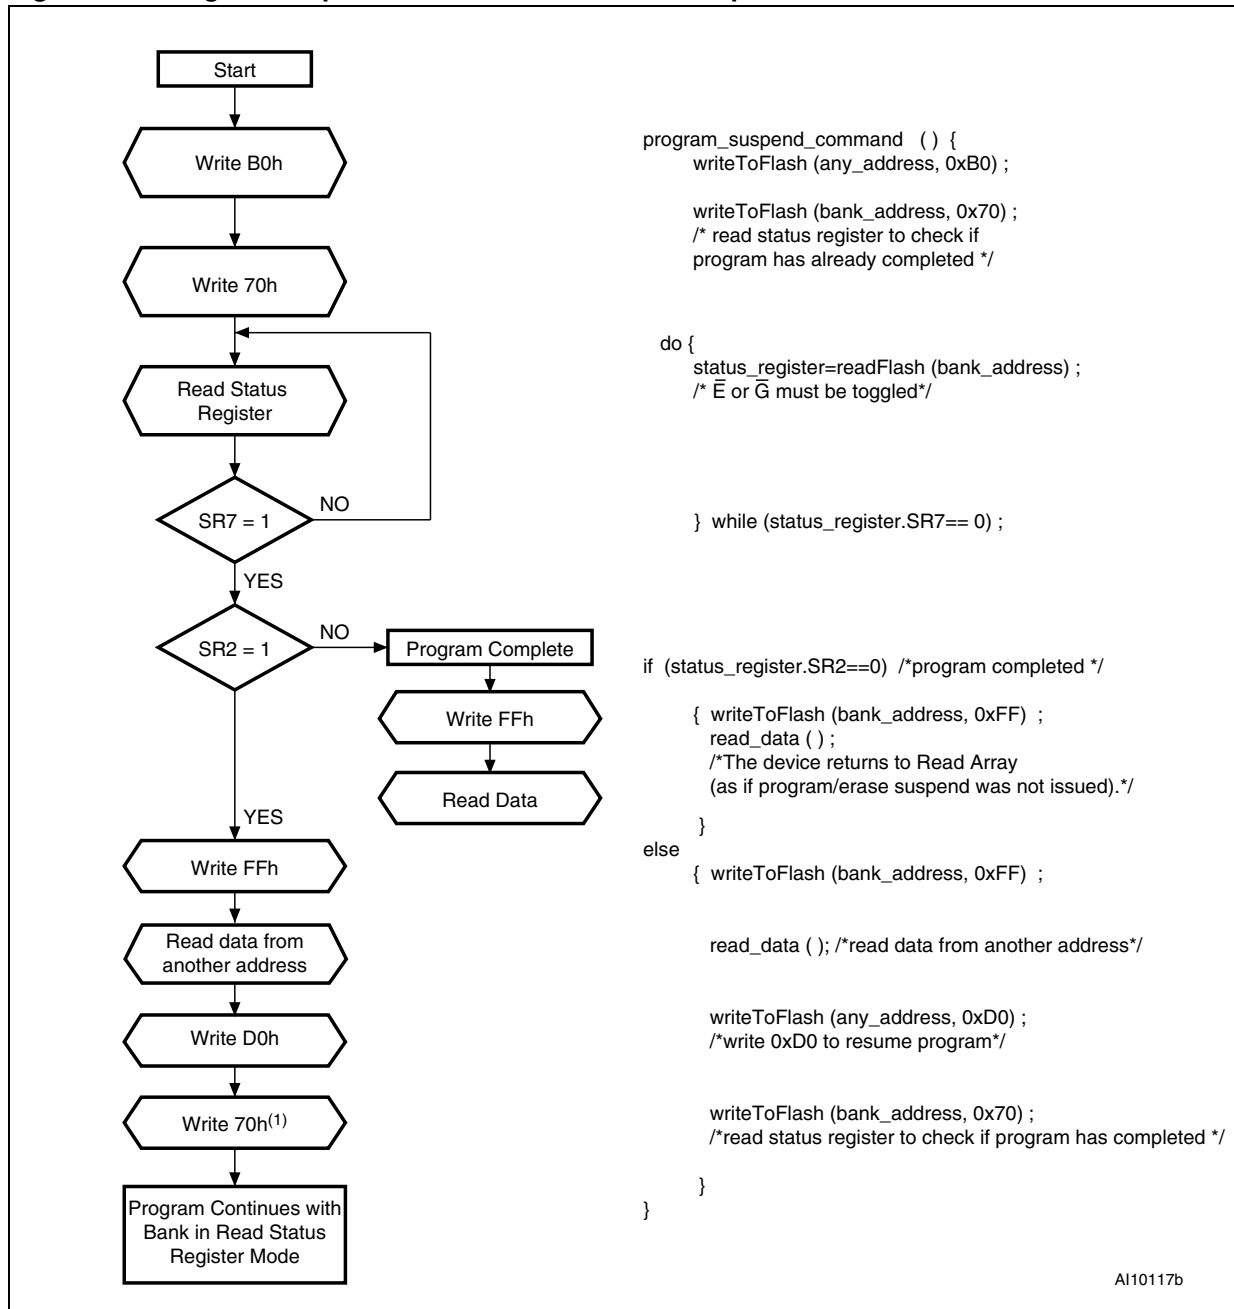 Start
Write B0h
Write 70h
Read Status
Register
SR7 = 1
NO
YES
SR2 = 1
NO
Program Complete
Write FFh
Read Data
YES
Write FFh
Read data from
another address
Write D0h
Write 70h(1)
Program Continues with
Bank in Read Status
Register Mode
program_suspend_command ( ) {
writeToFlash (any_address, 0xB0) ;
writeToFlash (bank_address, 0x70) ;
/* read status register to check if
program has already completed */
do {
status_register=readFlash (bank_address) ;
/* E̅ or G̅ must be toggled*/
} while (status_register.SR7== 0) ;
if (status_register.SR2==0) /*program completed */
{ writeToFlash (bank_address, 0xFF) ;
read_data ( ) ;
/*The device returns to Read Array
(as if program/erase suspend was not issued).*/
}
else
{ writeToFlash (bank_address, 0xFF) ;
read_data ( ); /*read data from another address*/
writeToFlash (any_address, 0xD0) ;
/*write 0xD0 to resume program*/
writeToFlash (bank_address, 0x70) ;
/*read status register to check if program has completed */
}
}
AI10117b